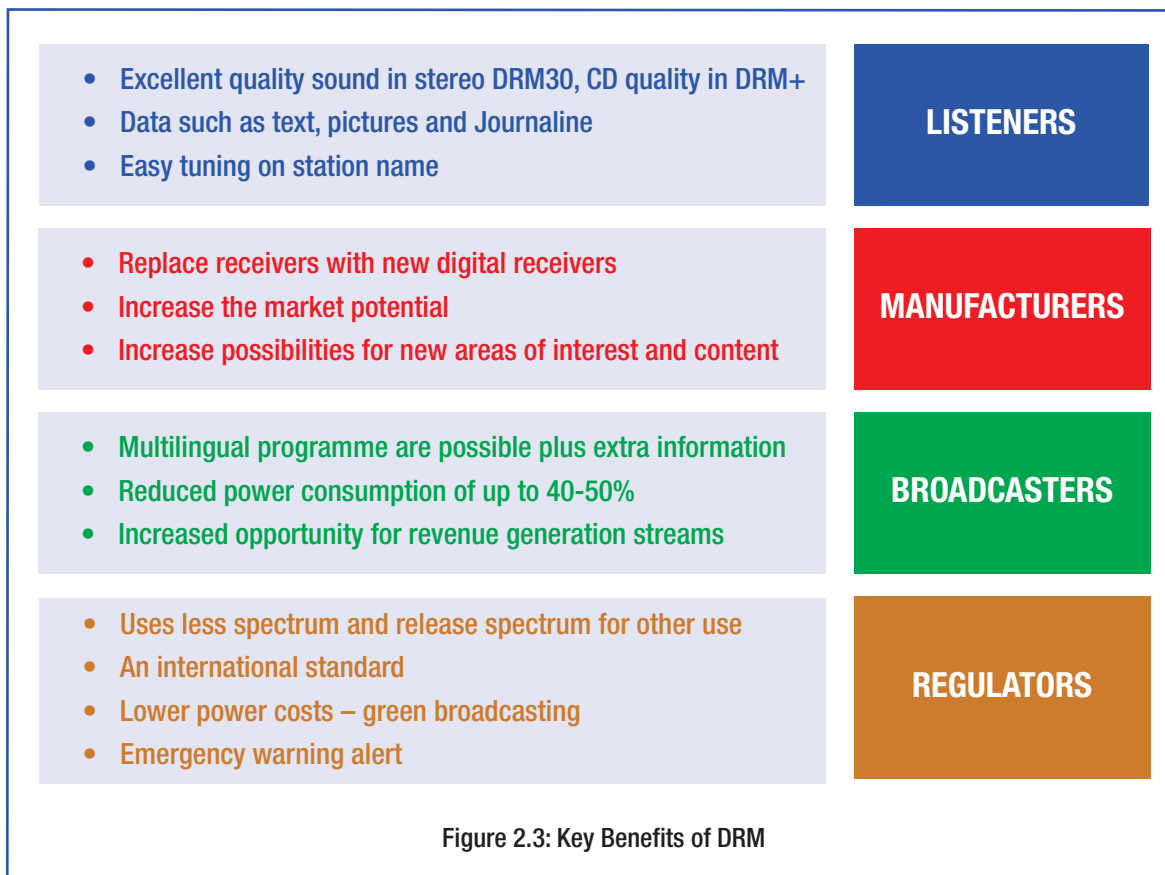 • Excellent quality sound in stereo DRM30, CD quality in DRM+
• Data such as text, pictures and Journaline
• Easy tuning on station name
LISTENERS
• Replace receivers with new digital receivers
• Increase the market potential
• Increase possibilities for new areas of interest and content
MANUFACTURERS
• Multilingual programme are possible plus extra information
• Reduced power consumption of up to 40-50%
• Increased opportunity for revenue generation streams
BROADCASTERS
• Uses less spectrum and release spectrum for other use
• An international standard
• Lower power costs – green broadcasting
• Emergency warning alert
REGULATORS
Figure 2.3: Key Benefits of DRM